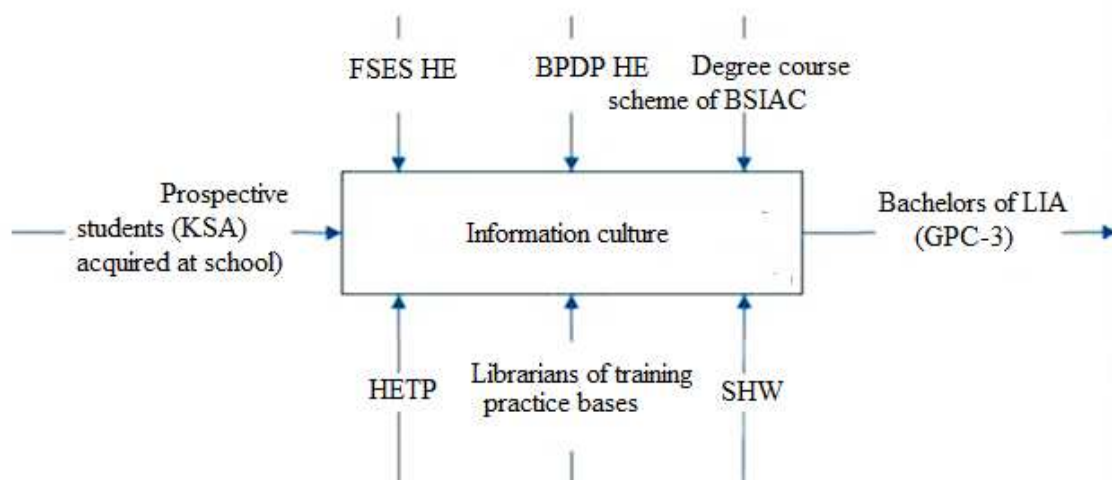 FSES HE
BPDP HE
Degree course
scheme of BSIAC
Prospective
students (KSA)
acquired at school)
Information culture
Bachelors of LIA
(GPC-3)
HETP
Librarians of training
practice bases
SHW